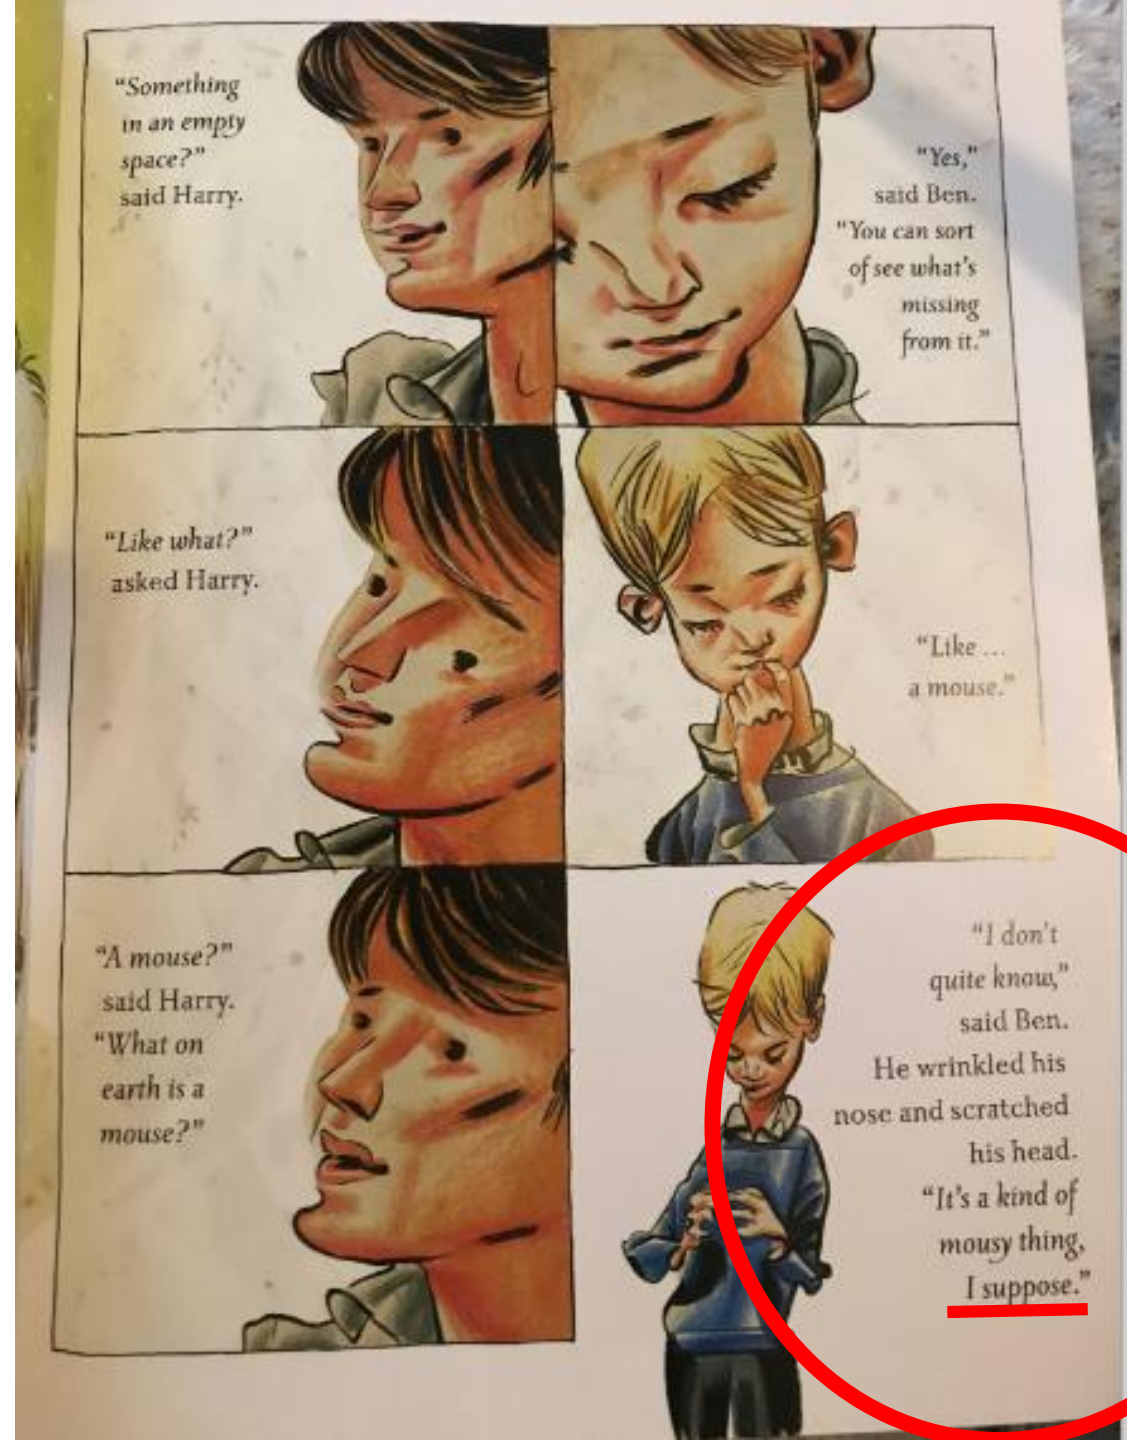 “Something
in an empty
space?”
said Harry.
“Yes,”
said Ben.
“You can sort
of see what’s
missing
from it.”
“Like what?”
asked Harry.
“Like ...
a mouse.”
“A mouse?”
said Harry.
“What on
earth is a
mouse?”
“I don’t
quite know,”
said Ben.
He wrinkled his
nose and scratched
his head.
“It’s a kind of
mousy thing,
I suppose.”